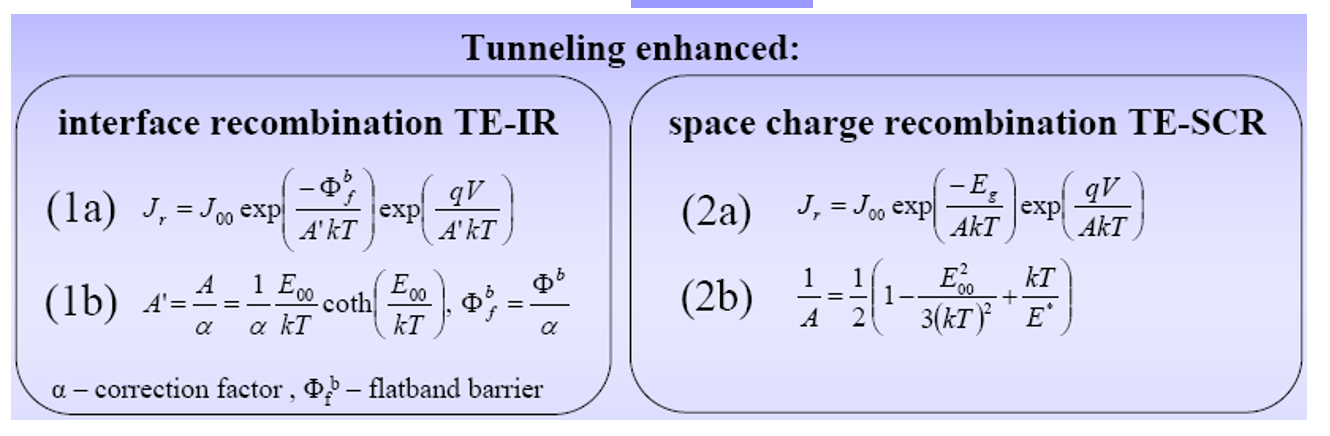 Tunneling enhanced:
interface recombination TE-IR
(1a) J_r = J_00 exp(−Φ_f^b / A'kT) exp(qV / A'kT)
(1b) A' = A/α = 1/α E_00/kT coth(E_00/kT), Φ_f^b = Φ^b/α
α – correction factor , Φ_f^b – flatband barrier
space charge recombination TE-SCR
(2a) J_r = J_00 exp(−E_g / AkT) exp(qV / AkT)
(2b) 1/A = 1/2 (1 − E_00^2 / 3(kT)^2 + kT/E^*)